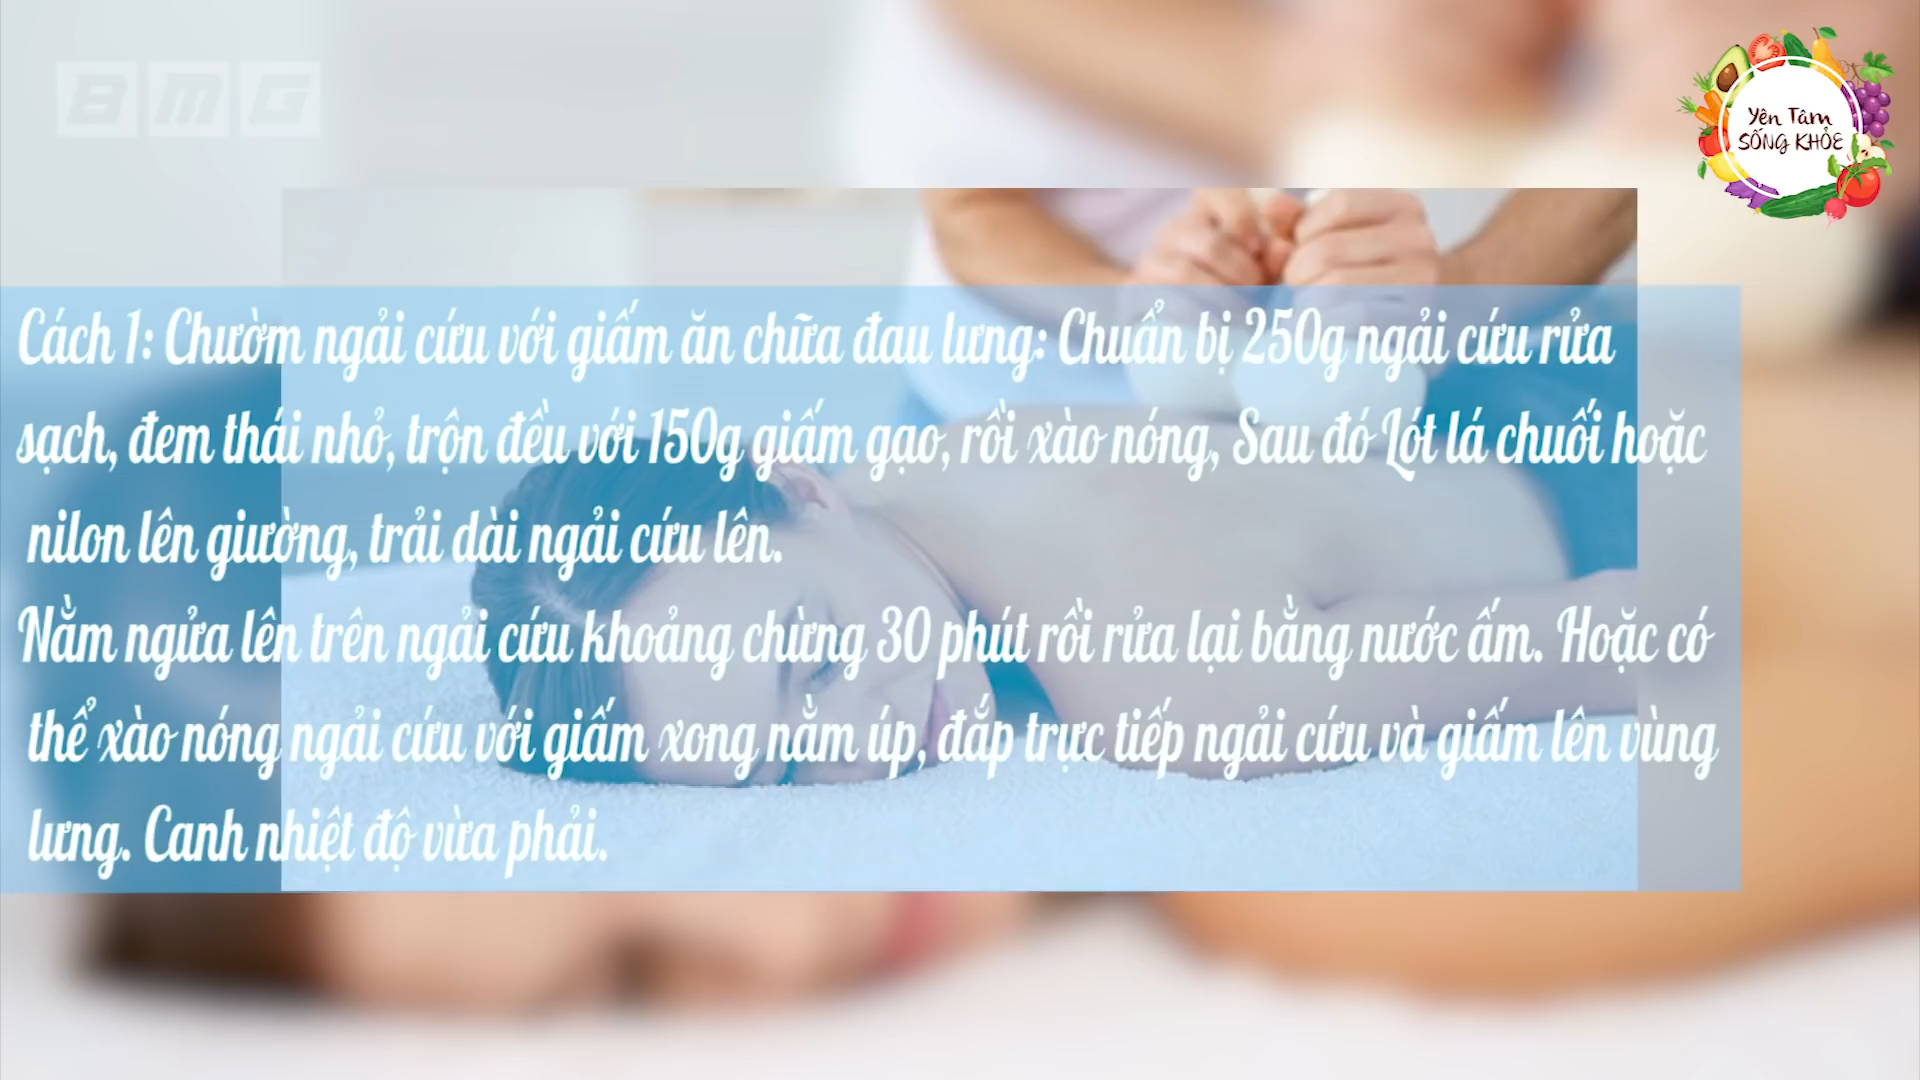 BMG
Yên Tâm
SỐNG KHỎE
Cách 1: Chườm ngải cứu với giấm ăn chữa đau lưng: Chuẩn bị 250g ngải cứu rửa
sạch, đem thái nhỏ, trộn đều với 150g giấm gạo, rồi xào nóng, Sau đó Lót lá chuối hoặc
nilon lên giường, trải dài ngải cứu lên.
Nằm ngửa lên trên ngải cứu khoảng chừng 30 phút rồi rửa lại bằng nước ấm. Hoặc có
thể xào nóng ngải cứu với giấm xong nằm úp, đắp trực tiếp ngải cứu và giấm lên vùng
lưng. Canh nhiệt độ vừa phải.